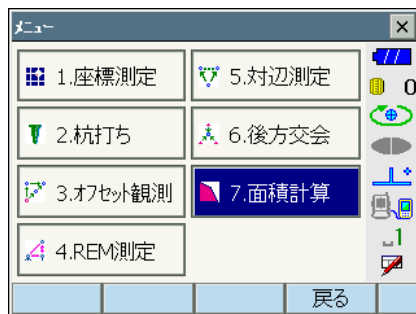 ﾒﾆｭｰ
1.座標測定
5.対辺測定
0
2.杭打ち
6.後方交会
3.ｵﾌｾｯﾄ観測
7.面積計算
1
4.REM測定
戻る